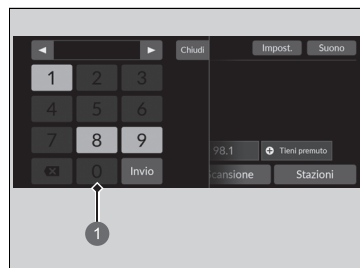 Chiudi Impost. Suono
1 2 3
4 5 6
7 8 9
98.1 Tieni premuto
0 Invio
cansione Stazioni
1